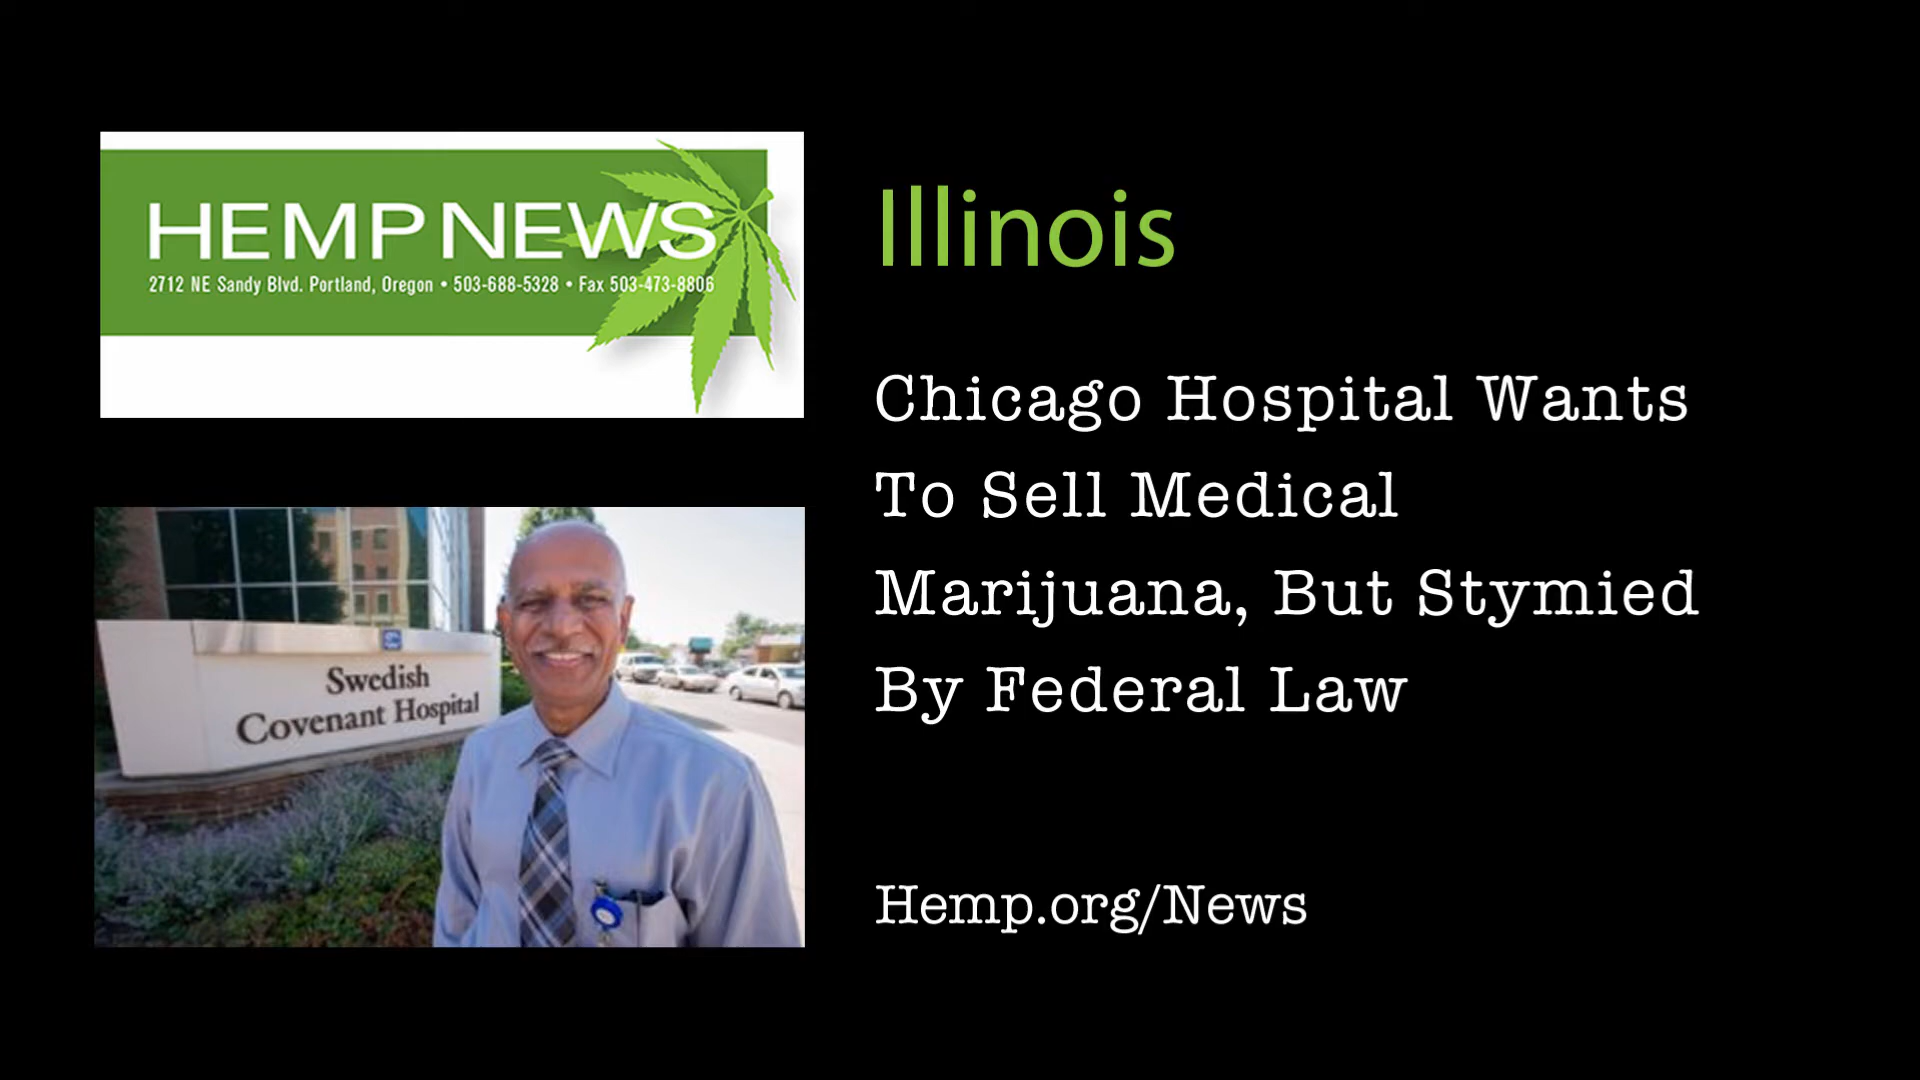 HEMP NEWS
2712 NE Sandy Blvd. Portland, Oregon • 503-688-5328 • Fax 503-473-8806
Swedish
Covenant Hospital
Illinois
Chicago Hospital Wants
To Sell Medical
Marijuana, But Stymied
By Federal Law
Hemp.org/News